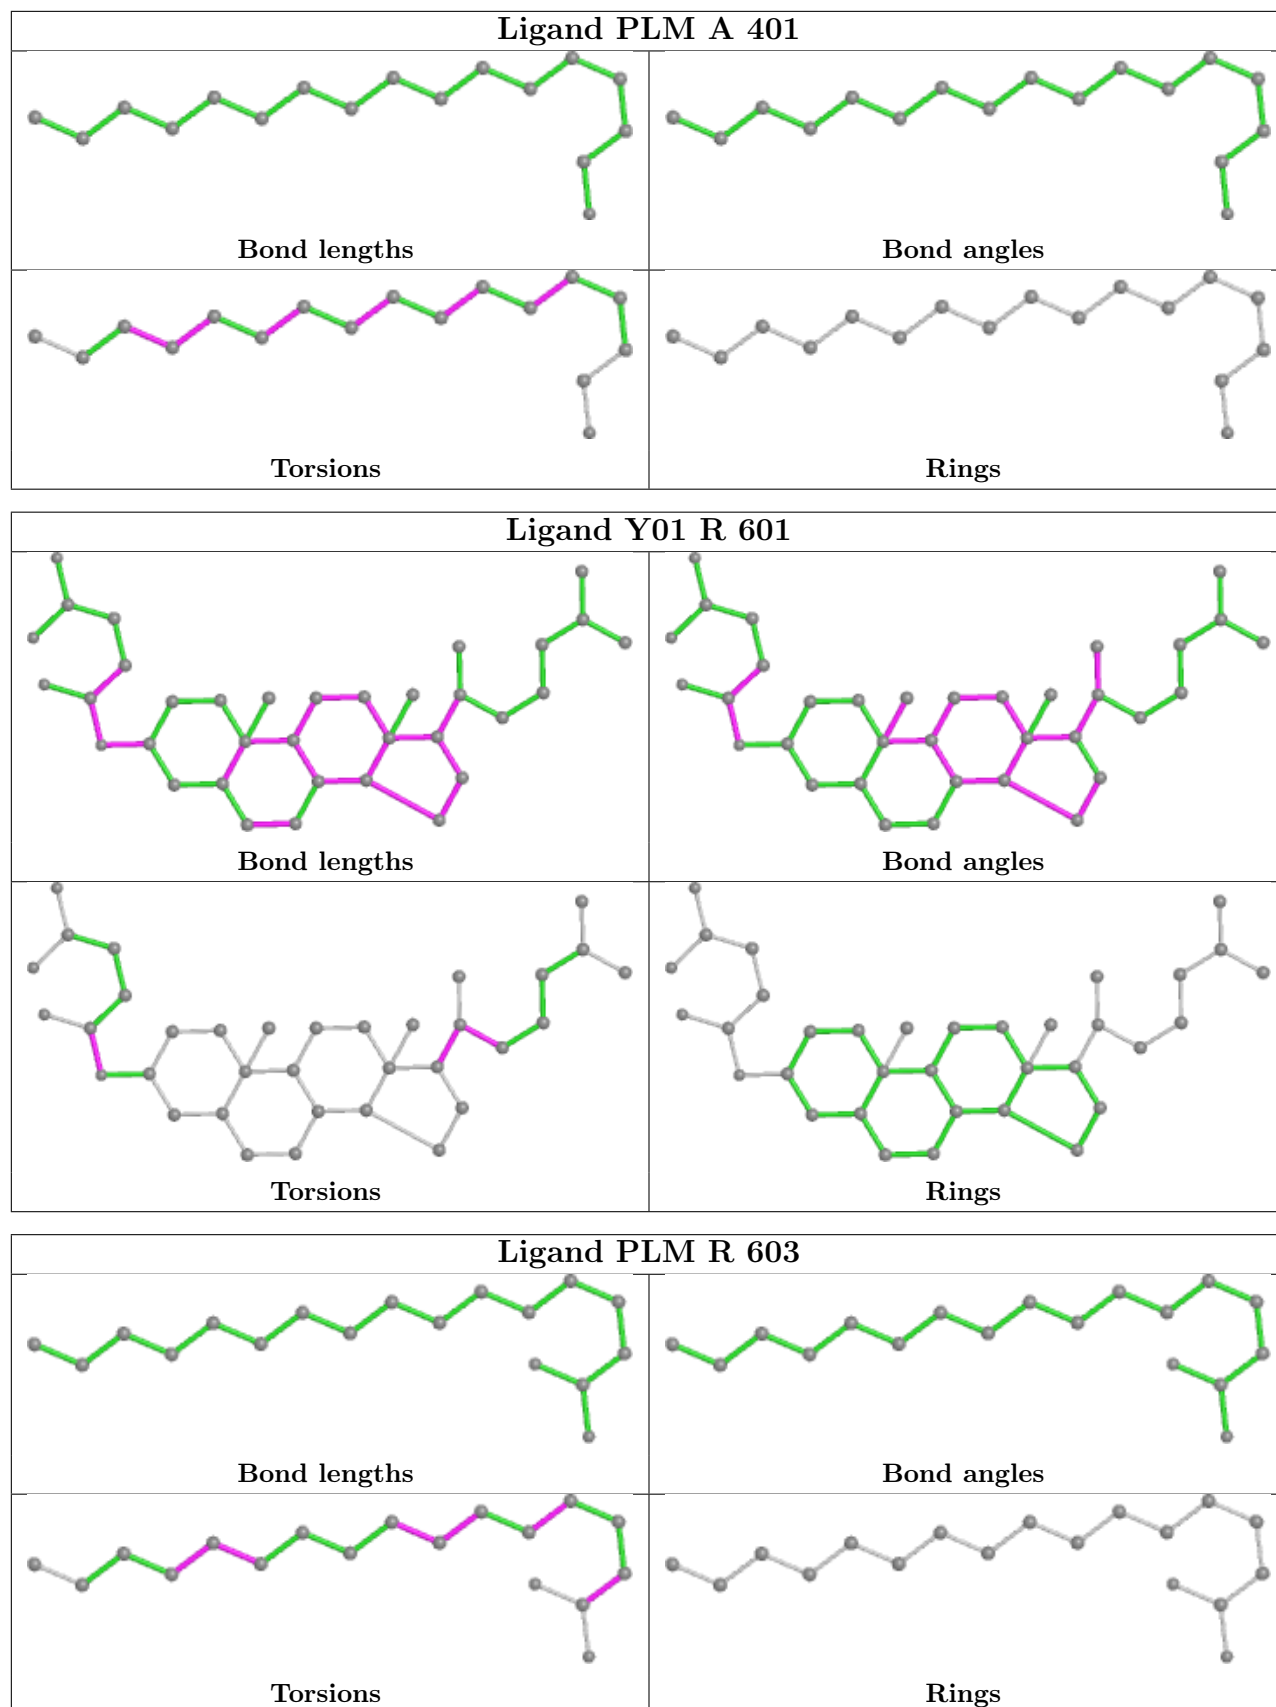 Ligand PLM A 401
Bond lengths
Bond angles
Torsions
Rings
Ligand Y01 R 601
Bond lengths
Bond angles
Torsions
Rings
Ligand PLM R 603
Bond lengths
Bond angles
Torsions
Rings